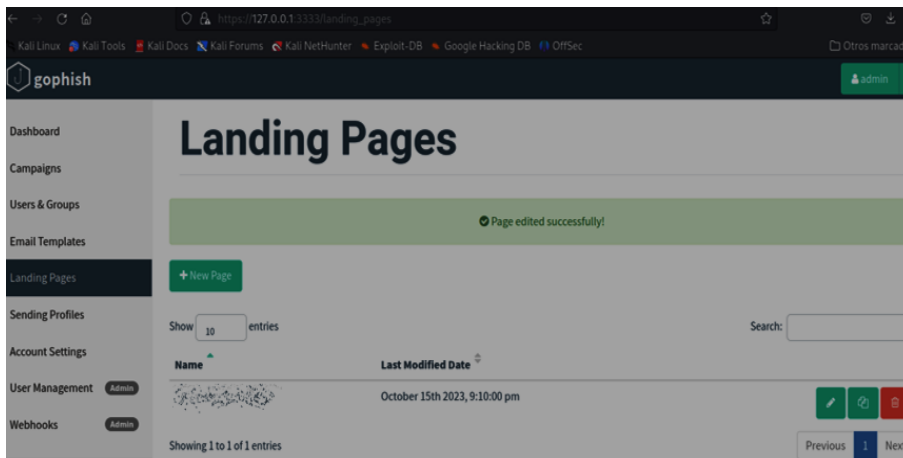 https://127.0.0.1:3333/landing_pages
Kali Linux Kali Tools Kali Docs Kali Forums Kali NetHunter Exploit-DB Google Hacking DB OffSec Otros marcad
gophish admin
Dashboard
Landing Pages
Campaigns
Users & Groups
Page edited successfully!
Email Templates
Landing Pages
+ New Page
Sending Profiles
Show 10 entries Search:
Account Settings
Name Last Modified Date
User Management Admin
October 15th 2023, 9:10:00 pm
Webhooks Admin
Showing 1 to 1 of 1 entries Previous 1 Next